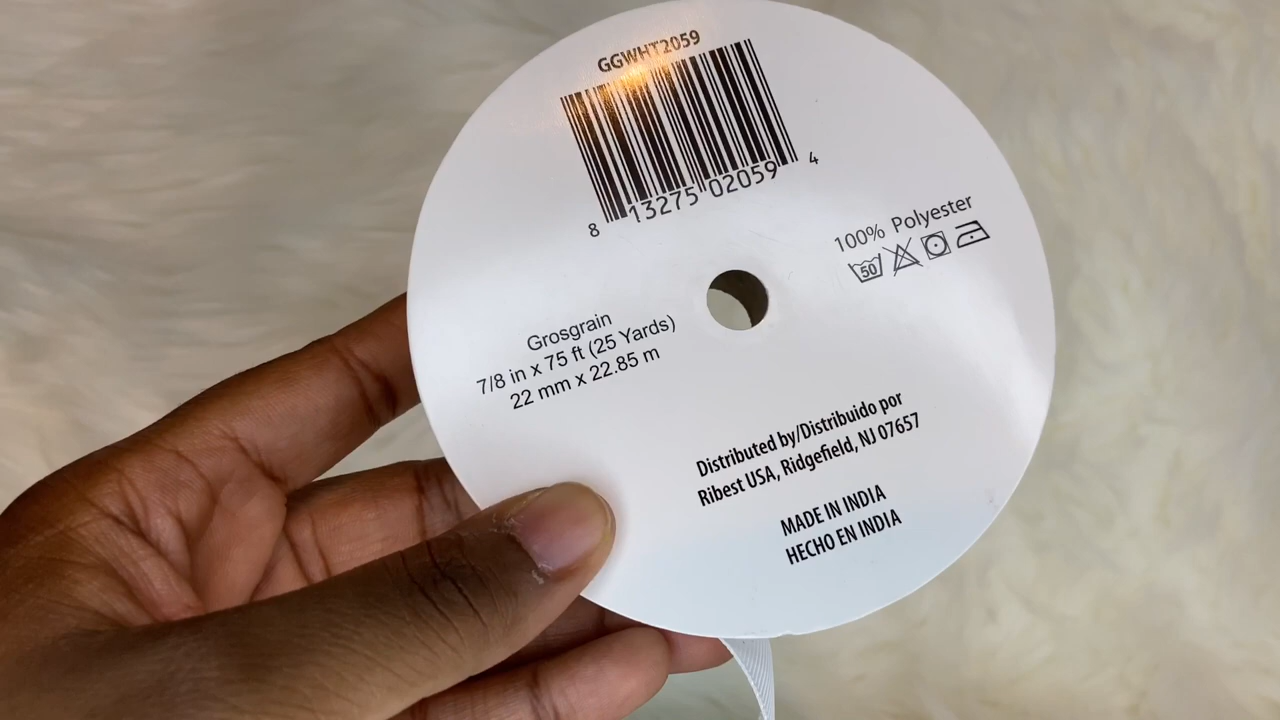 GGWHT2059
8 13275 02059 4
100% Polyester
50
Grosgrain
7/8 in x 75 ft (25 Yards)
22 mm x 22.85 m
Distributed by/Distribuido por
Ribest USA, Ridgefield, NJ 07657
MADE IN INDIA
HECHO EN INDIA